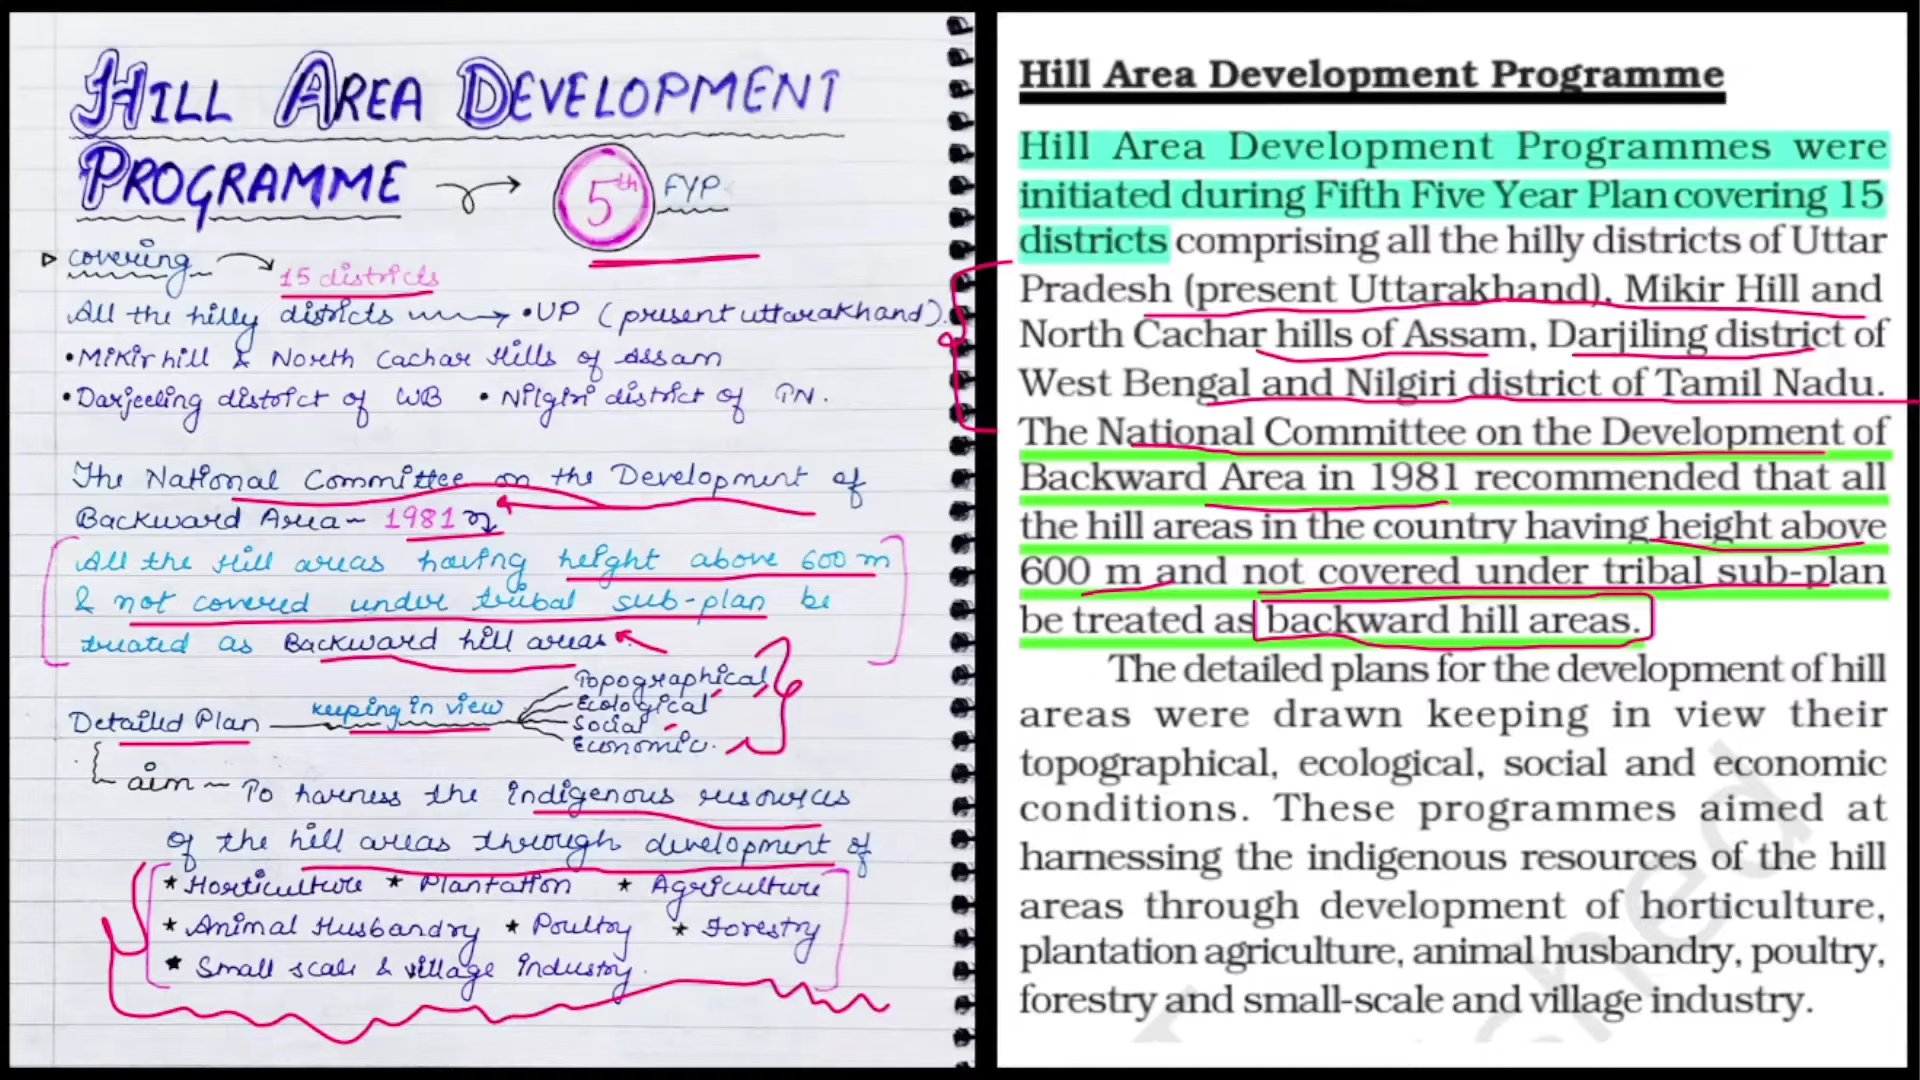 HILL AREA DEVELOPMENT
PROGRAMME → 5th FYP
covering → 15 districts
All the hilly districts → • UP (present uttarakhand).
• Mikir hill & North Cachar Hills of Assam
• Darjeeling district of WB • Nilgiri district of TN.
The National Committee on the Development of
Backward Area ~ 1981
All the Hill areas having height above 600 m
& not covered under tribal sub-plan be
treated as Backward hill areas
Detailed Plan — keeping in view
Topographical
Ecological
Social
Economic.
aim ~ To harness the indigenous resources
of the hill areas through development of
* Horticulture * Plantation * Agriculture
* Animal Husbandry * Poultry * Forestry
* Small scale & village industry.
Hill Area Development Programme
Hill Area Development Programmes were
initiated during Fifth Five Year Plan covering 15
districts comprising all the hilly districts of Uttar
Pradesh (present Uttarakhand), Mikir Hill and
North Cachar hills of Assam, Darjiling district of
West Bengal and Nilgiri district of Tamil Nadu.
The National Committee on the Development of
Backward Area in 1981 recommended that all
the hill areas in the country having height above
600 m and not covered under tribal sub-plan
be treated as backward hill areas.
The detailed plans for the development of hill
areas were drawn keeping in view their
topographical, ecological, social and economic
conditions. These programmes aimed at
harnessing the indigenous resources of the hill
areas through development of horticulture,
plantation agriculture, animal husbandry, poultry,
forestry and small-scale and village industry.